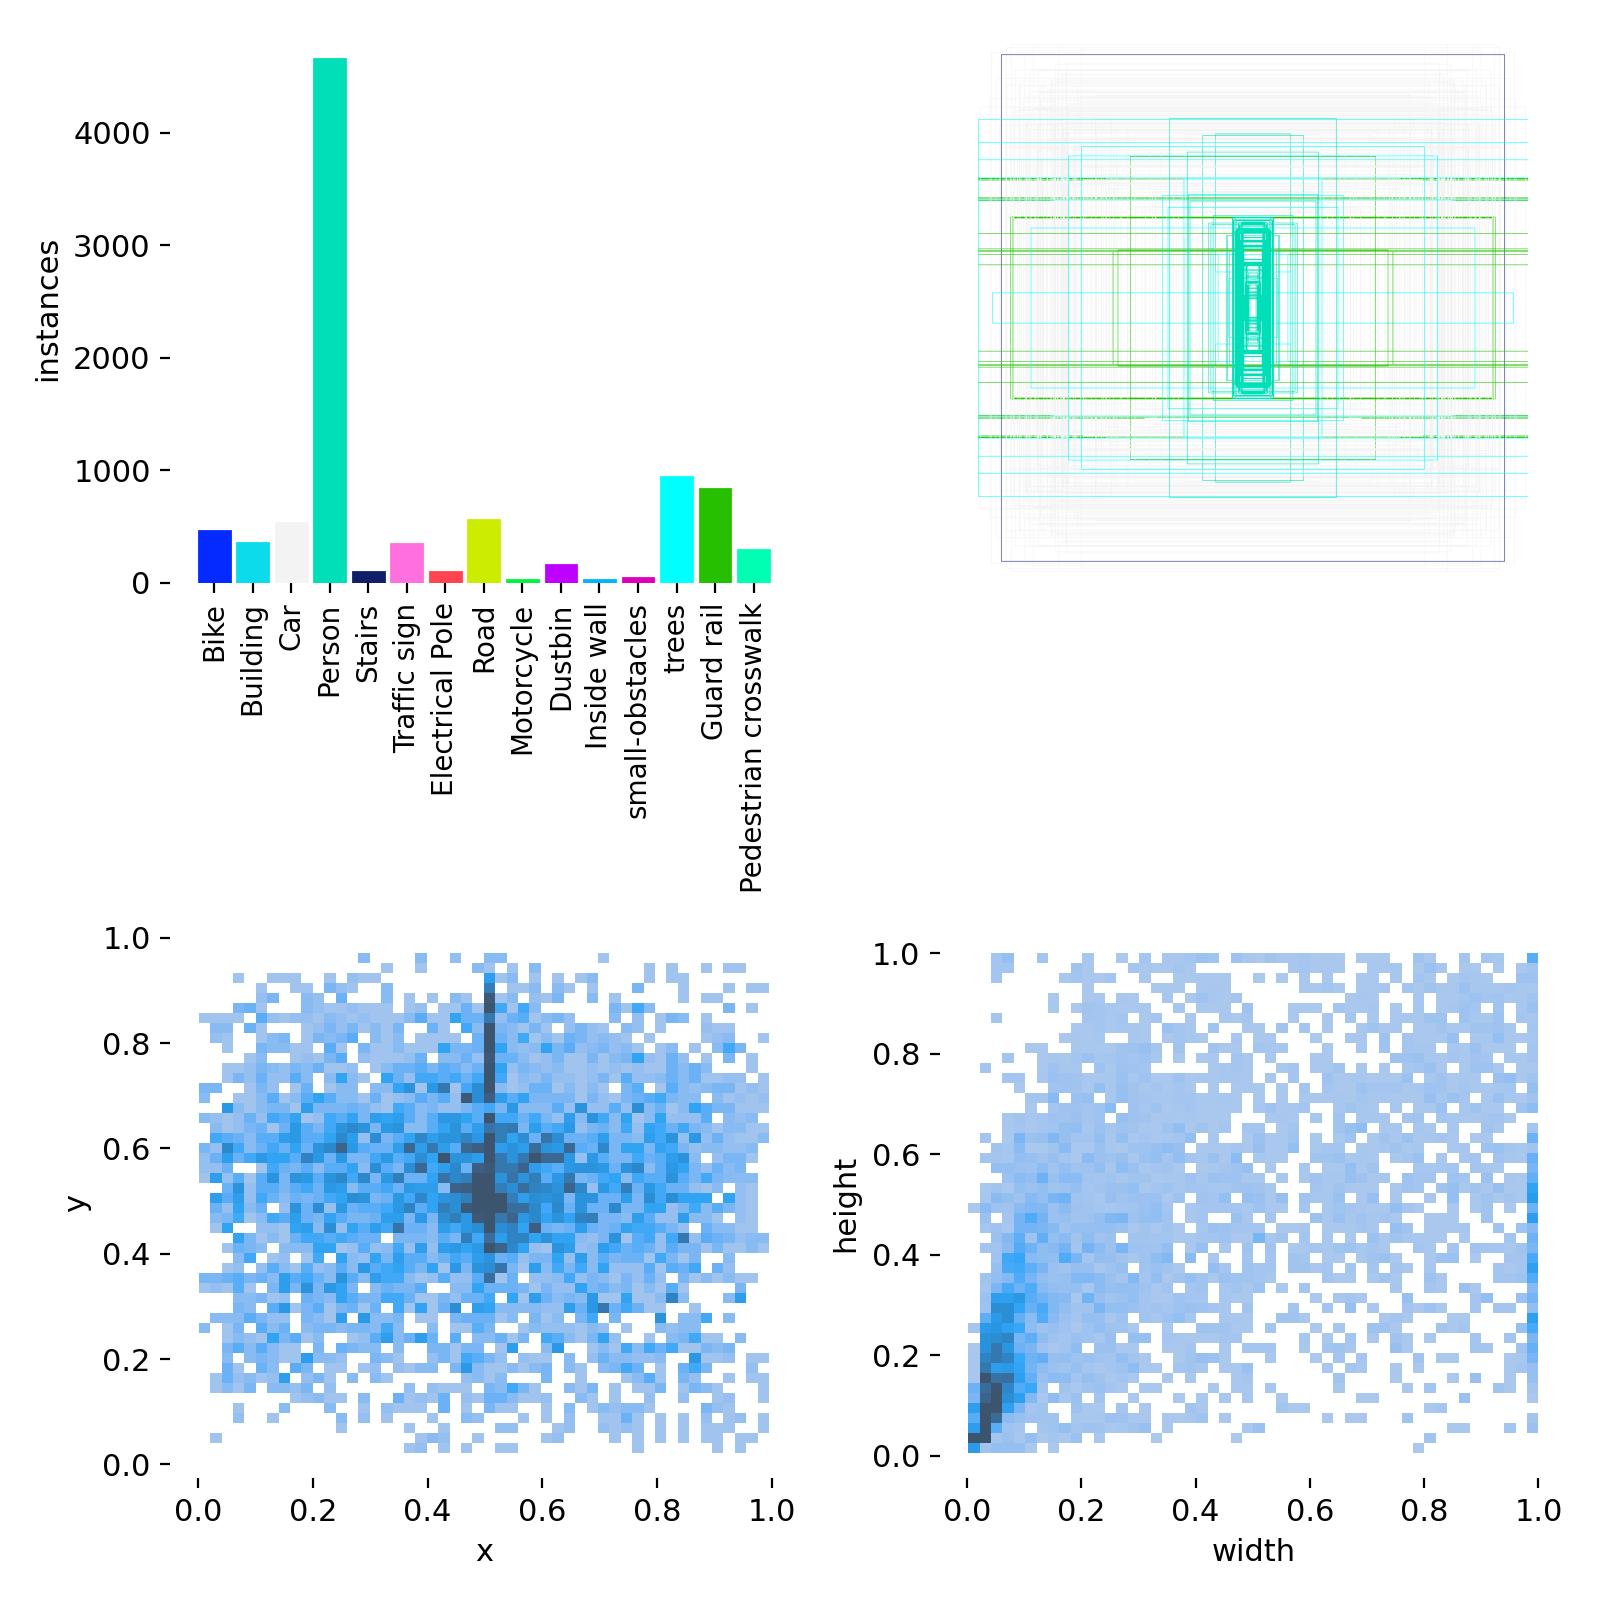 instances
4000
3000
2000
1000
0
Bike
Building
Car
Person
Stairs
Traffic sign
Electrical Pole
Road
Motorcycle
Dustbin
Inside wall
small-obstacles
trees
Guard rail
Pedestrian crosswalk
y
1.0
0.8
0.6
0.4
0.2
0.0
0.0 0.2 0.4 0.6 0.8 1.0
x
height
1.0
0.8
0.6
0.4
0.2
0.0
0.0 0.2 0.4 0.6 0.8 1.0
width